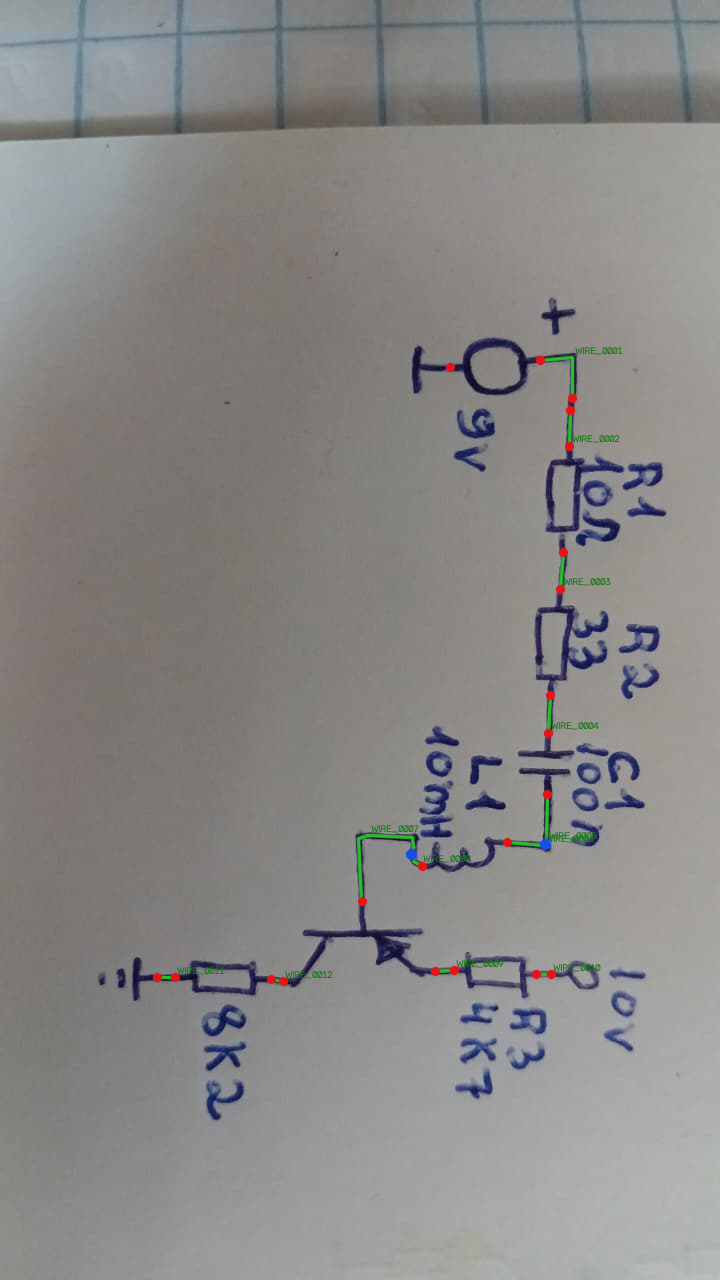 +
9V
R1
10Ω
R2
33
C1
100n
L1
10mH
10V
R3
4K7
8K2
WIRE_0001
WIRE_0002
WIRE_0003
WIRE_0004
WIRE_0007
WIRE_0009
WIRE_0010
WIRE_0012